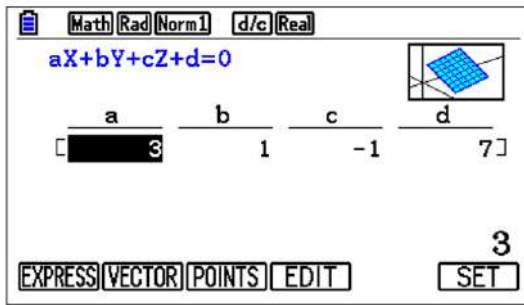 Math Rad Norm1 d/c Real
aX+bY+cZ+d=0
a b c d
[ 3 1 -1 7]
3
EXPRESS VECTOR POINTS EDIT SET